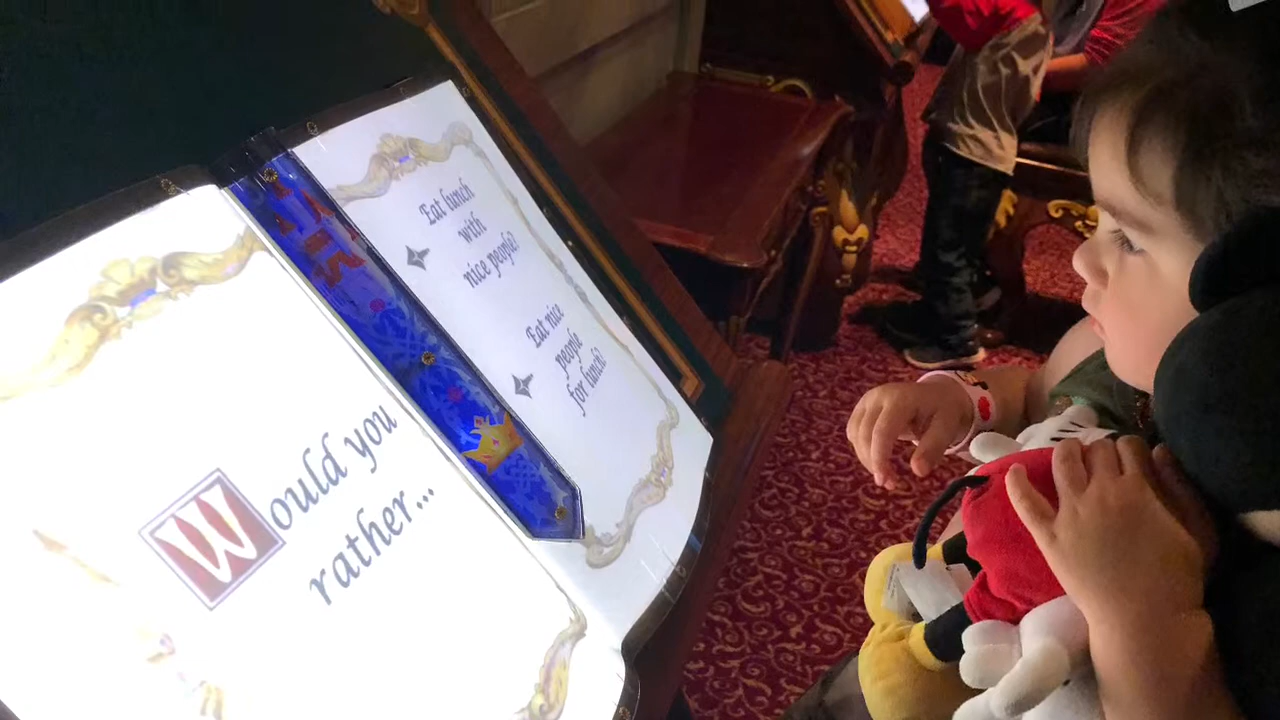 Would you
rather...
Eat lunch
with
nice people?
Eat nice
people
for lunch?